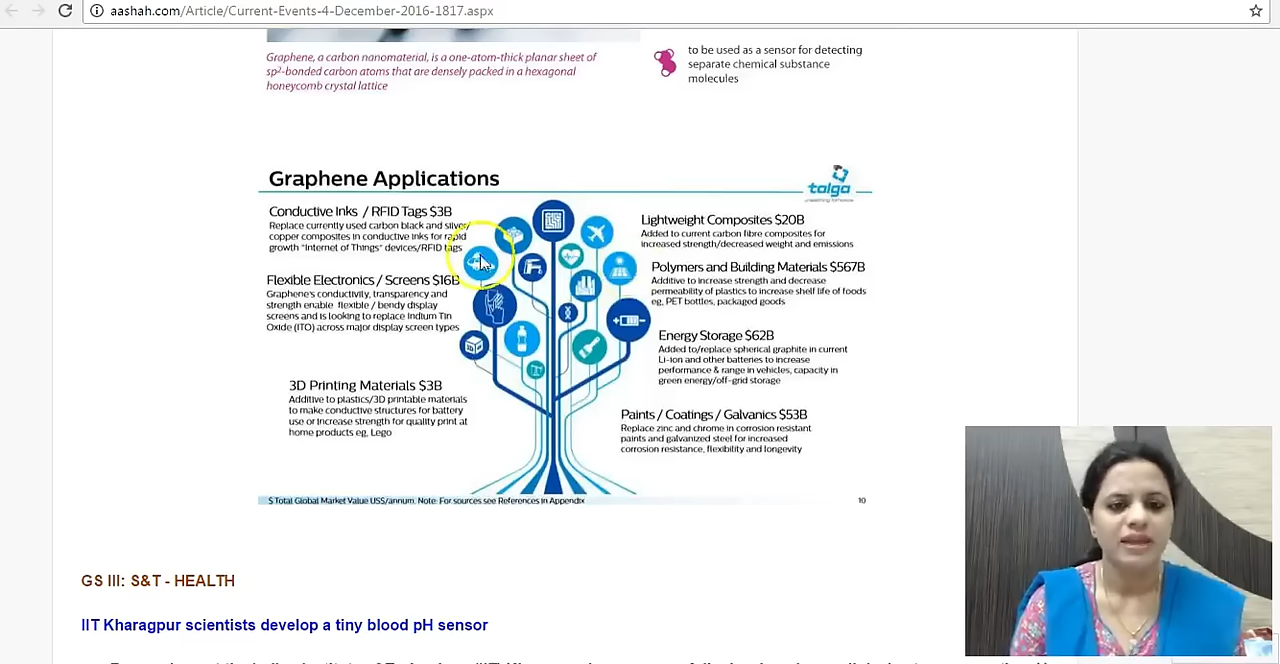 aashah.com/Article/Current-Events-4-December-2016-1817.aspx
Graphene, a carbon nanomaterial, is a one-atom-thick planar sheet of
sp²-bonded carbon atoms that are densely packed in a hexagonal
honeycomb crystal lattice
to be used as a sensor for detecting
separate chemical substance
molecules
Graphene Applications
talga
Conductive Inks / RFID Tags $3B
Replace currently used carbon black and silver/
copper composites in conductive inks for rapid
growth "Internet of Things" devices/RFID tags
Flexible Electronics / Screens $16B
Graphene's conductivity, transparency and
strength enable flexible / bendy display
screens and is looking to replace Indium Tin
Oxide (ITO) across major display screen types
3D Printing Materials $3B
Additive to plastics/3D printable materials
to make conductive structures for battery
use or increase strength for quality print at
home products eg, Lego
Lightweight Composites $20B
Added to current carbon fibre composites for
increased strength/decreased weight and emissions
Polymers and Building Materials $567B
Additive to increase strength and decrease
permeability of plastics to increase shelf life of foods
eg, PET bottles, packaged goods
Energy Storage $62B
Added to/replace spherical graphite in current
Li-ion and other batteries to increase
performance & range in vehicles, capacity in
green energy/off-grid storage
Paints / Coatings / Galvanics $53B
Replace zinc and chrome in corrosion resistant
paints and galvanized steel for increased
corrosion resistance, flexibility and longevity
$ Total Global Market Value US$/annum. Note: For sources see References in Appendix
10
GS III: S&T - HEALTH
IIT Kharagpur scientists develop a tiny blood pH sensor